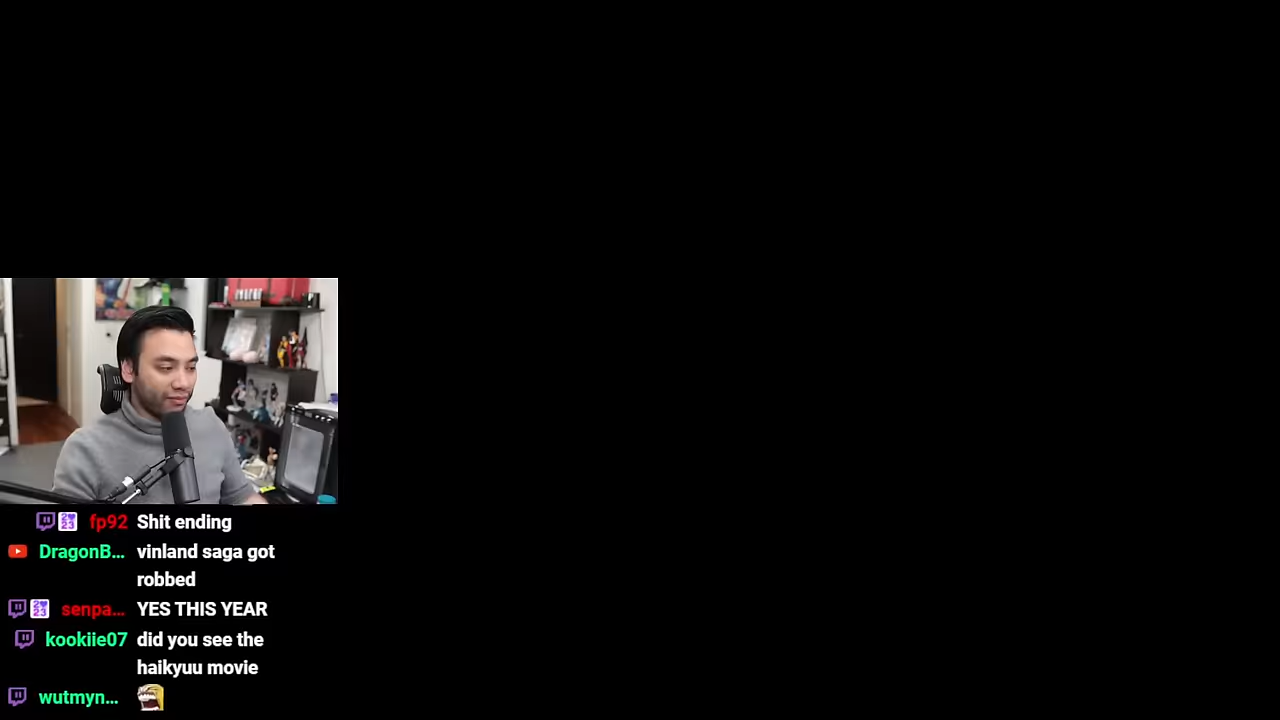 fp92 Shit ending
DragonB... vinland saga got
robbed
senpa... YES THIS YEAR
kookiie07 did you see the
haikyuu movie
wutmyn...